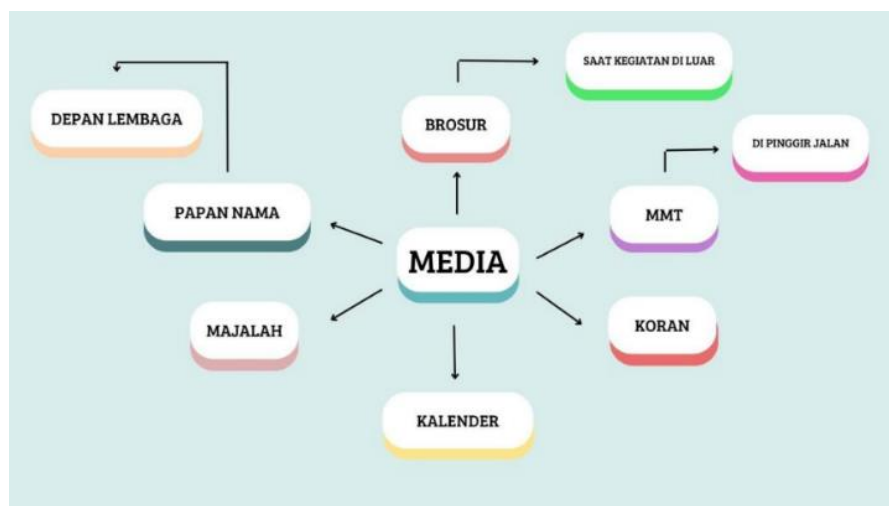 SAAT KEGIATAN DI LUAR
DEPAN LEMBAGA
BROSUR
DI PINGGIR JALAN
PAPAN NAMA
MMT
MEDIA
MAJALAH
KORAN
KALENDER